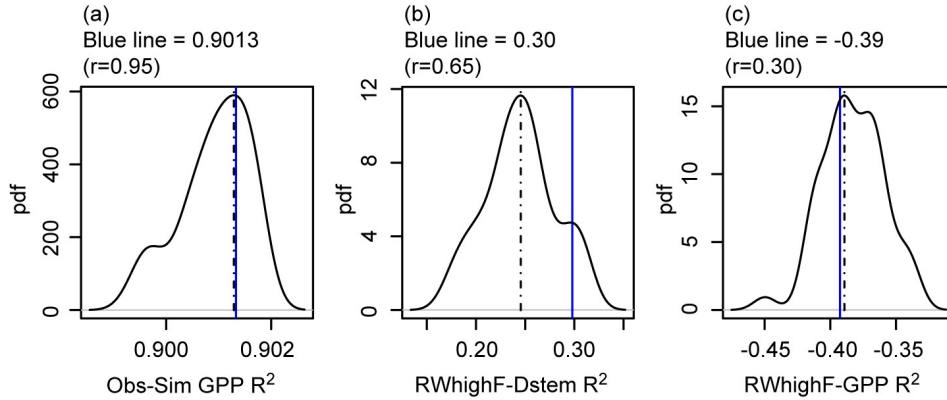 (a)
Blue line = 0.9013
(r=0.95)
pdf
600
400
200
0
0.900
0.902
Obs-Sim GPP R²
(b)
Blue line = 0.30
(r=0.65)
pdf
12
8
4
0
0.20
0.30
RWhighF-Dstem R²
(c)
Blue line = -0.39
(r=0.30)
pdf
15
10
5
0
-0.45
-0.40
-0.35
RWhighF-GPP R²